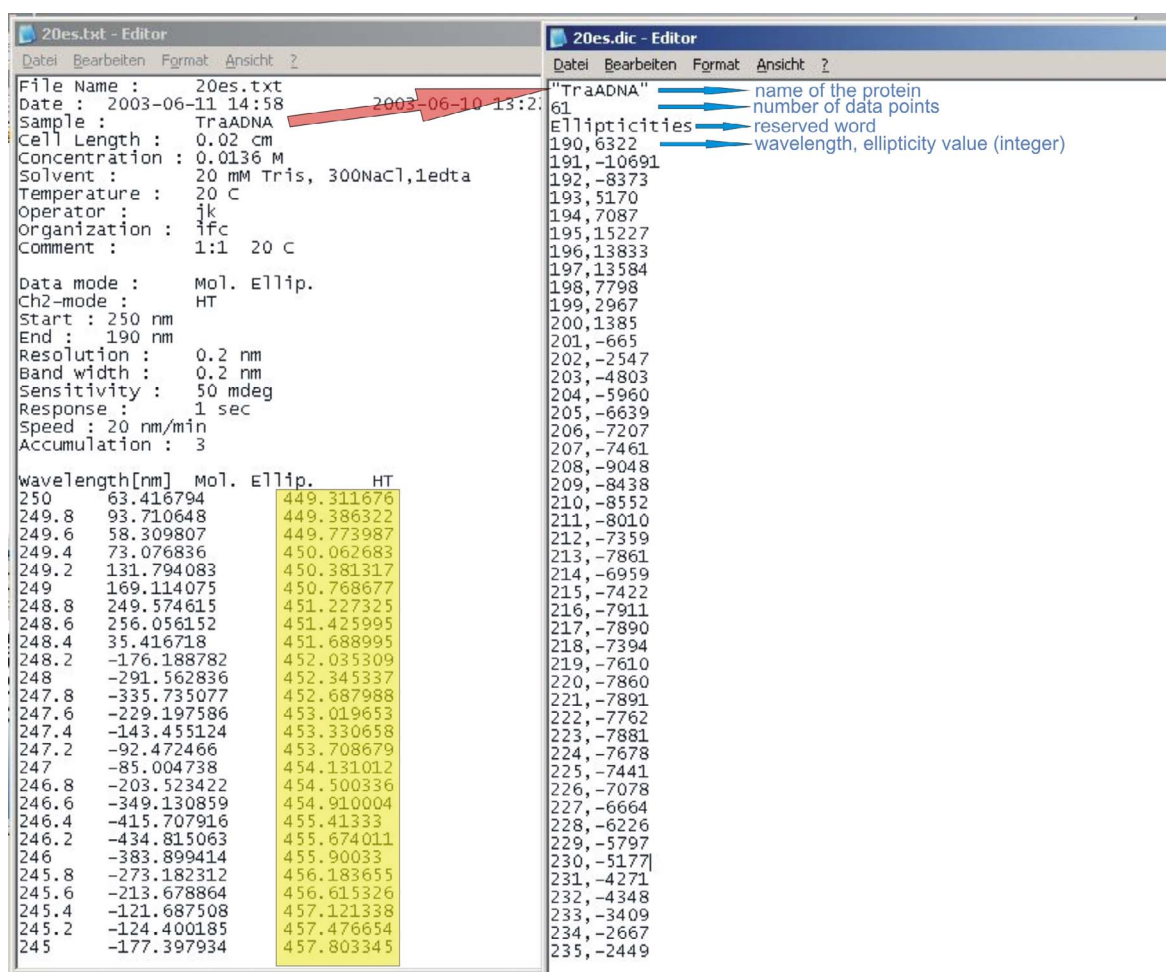 20es.txt - Editor
Datei Bearbeiten Format Ansicht ?
File Name : 20es.txt
Date : 2003-06-11 14:58 2003-06-10 13:22
Sample : TraADNA
Cell Length : 0.02 cm
Concentration : 0.0136 M
Solvent : 20 mM Tris, 300NaCl,1edta
Temperature : 20 C
Operator : jk
Organization : ifc
Comment : 1:1 20 C
Data mode : Mol. Ellip.
Ch2-mode : HT
Start : 250 nm
End : 190 nm
Resolution : 0.2 nm
Band width : 0.2 nm
Sensitivity : 50 mdeg
Response : 1 sec
Speed : 20 nm/min
Accumulation : 3
Wavelength[nm] Mol. Ellip. HT
250 63.416794 449.311676
249.8 93.710648 449.386322
249.6 58.309807 449.773987
249.4 73.076836 450.062683
249.2 131.794083 450.381317
249 169.114075 450.768677
248.8 249.574615 451.227325
248.6 256.056152 451.425995
248.4 35.416718 451.688995
248.2 -176.188782 452.035309
248 -291.562836 452.345337
247.8 -335.735077 452.687988
247.6 -229.197586 453.019653
247.4 -143.455124 453.330658
247.2 -92.472466 453.708679
247 -85.004738 454.131012
246.8 -203.523422 454.500336
246.6 -349.130859 454.910004
246.4 -415.707916 455.41333
246.2 -434.815063 455.674011
246 -383.899414 455.90033
245.8 -273.182312 456.183655
245.6 -213.678864 456.615326
245.4 -121.687508 457.121338
245.2 -124.400185 457.476654
245 -177.397934 457.803345
20es.dic - Editor
Datei Bearbeiten Format Ansicht ?
"TraADNA" name of the protein
61 number of data points
Ellipticities reserved word
190,6322 wavelength, ellipticity value (integer)
191,-10691
192,-8373
193,5170
194,7087
195,15227
196,13833
197,13584
198,7798
199,2967
200,1385
201,-665
202,-2547
203,-4803
204,-5960
205,-6639
206,-7207
207,-7461
208,-9048
209,-8438
210,-8552
211,-8010
212,-7359
213,-7861
214,-6959
215,-7422
216,-7911
217,-7890
218,-7394
219,-7610
220,-7860
221,-7891
222,-7762
223,-7881
224,-7678
225,-7441
226,-7078
227,-6664
228,-6226
229,-5797
230,-5177
231,-4271
232,-4348
233,-3409
234,-2667
235,-2449